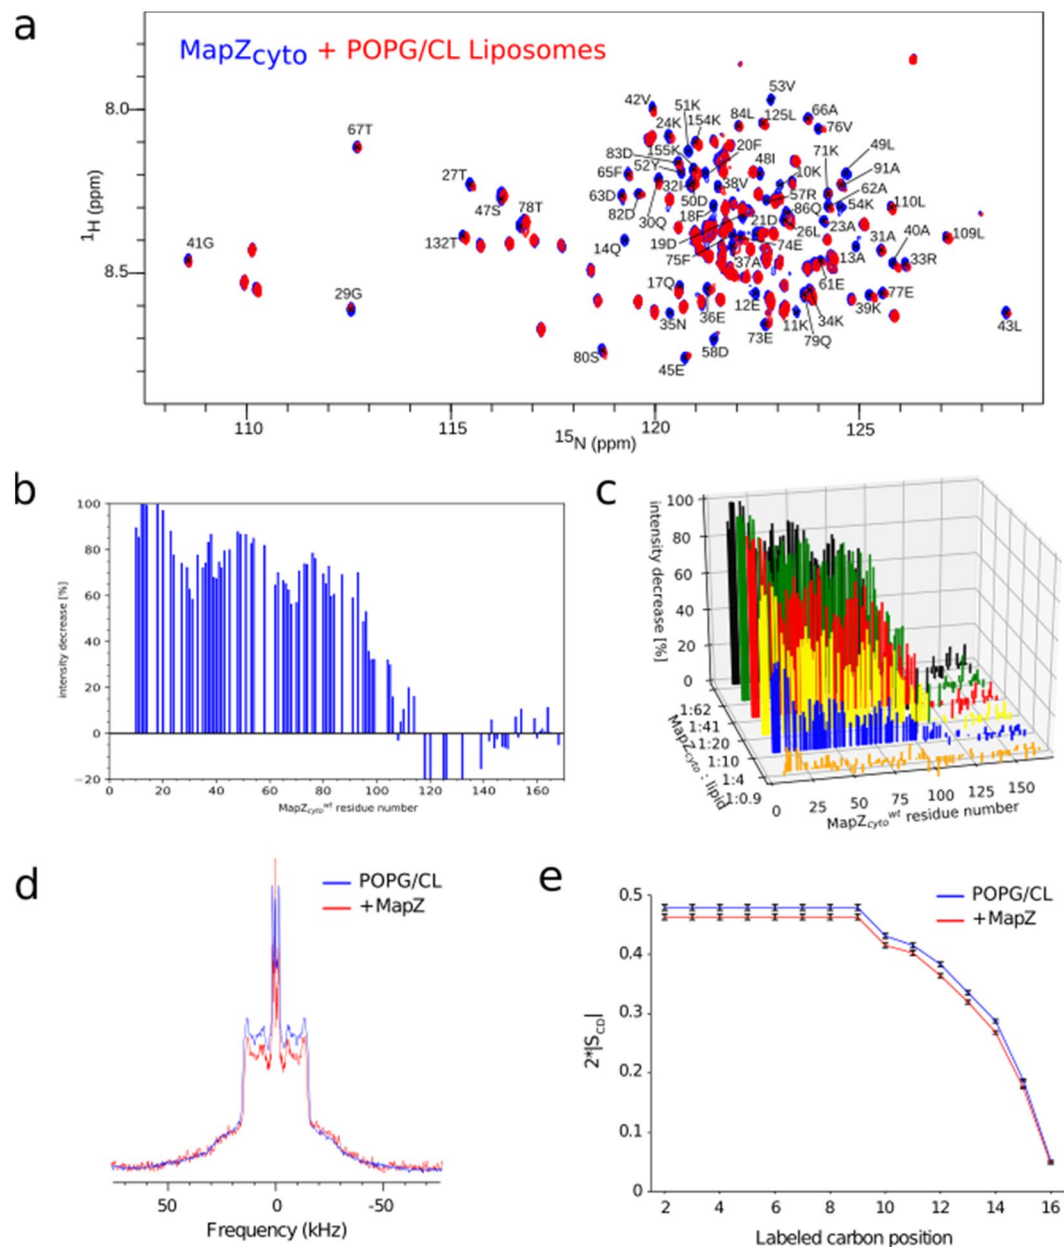 a
MapZcyto + POPG/CL Liposomes
53V
42V
51K
84L
125L
66A
8.0
24K
154K
76V
67T
155K
20F
71K
49L
83D
48I
91A
52Y
10K
65F
27T
32I
38V
62A
63D
50D
57R
54K
47S
82D
86Q
110L
30Q
18F
21D
23A
78T
19D
26L
31A
40A
41G
132T
14Q
74E
109L
75F
13A
33R
37A
8.5
17Q
61E
12E
77E
29G
36E
39K
35N
11K
34K
43L
73E
79Q
80S
58D
45E
¹H (ppm)
110
115
120
125
¹⁵N (ppm)
b
100
80
60
40
20
0
−20
intensity decrease [%]
0 20 40 60 80 100 120 140 160
MapZcytoʷᵗ residue number
c
100
80
60
40
20
0
intensity decrease [%]
1:62
1:41
1:20
1:10
1:4
1:0.9
MapZcyto : lipid
0 25 50 75 100 125 150
MapZcytoʷᵗ residue number
d
POPG/CL
+MapZ
50 0 -50
Frequency (kHz)
e
POPG/CL
+MapZ
0.5
0.4
0.3
0.2
0.1
0
2*|SCD|
2 4 6 8 10 12 14 16
Labeled carbon position